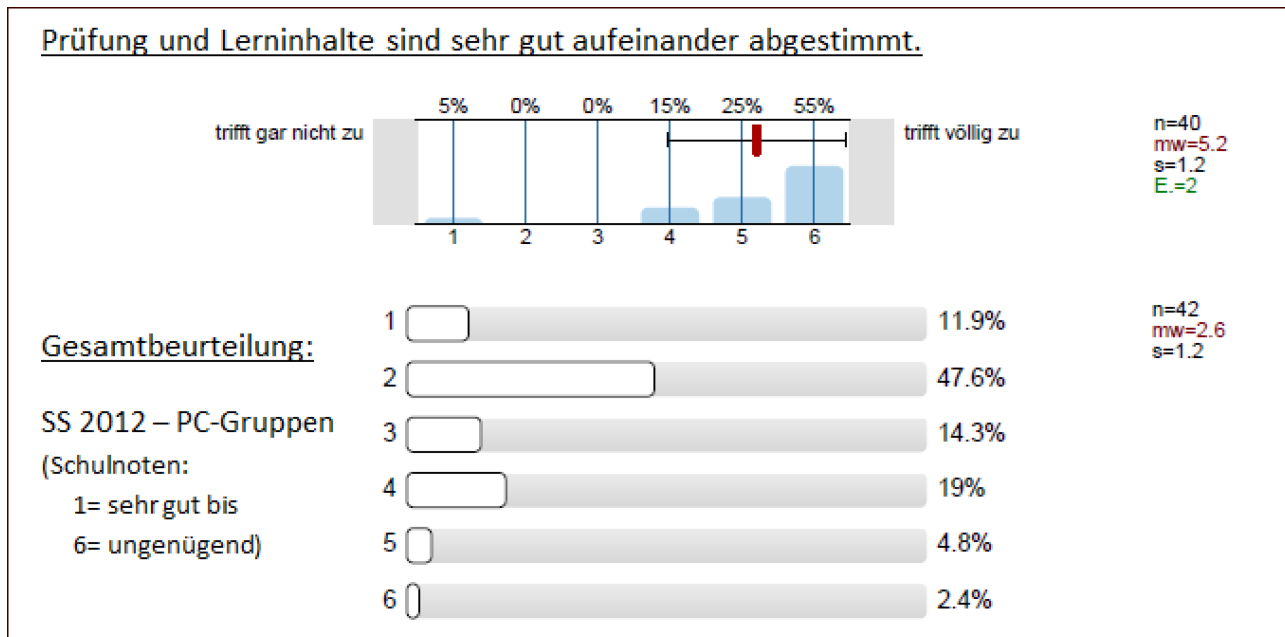 Prüfung und Lerninhalte sind sehr gut aufeinander abgestimmt.
5% 0% 0% 15% 25% 55%
trifft gar nicht zu
trifft völlig zu
1 2 3 4 5 6
n=40
mw=5.2
s=1.2
E.=2
Gesamtbeurteilung:
SS 2012 – PC-Gruppen
(Schulnoten:
1= sehr gut bis
6= ungenügend)
1 11.9%
2 47.6%
3 14.3%
4 19%
5 4.8%
6 2.4%
n=42
mw=2.6
s=1.2